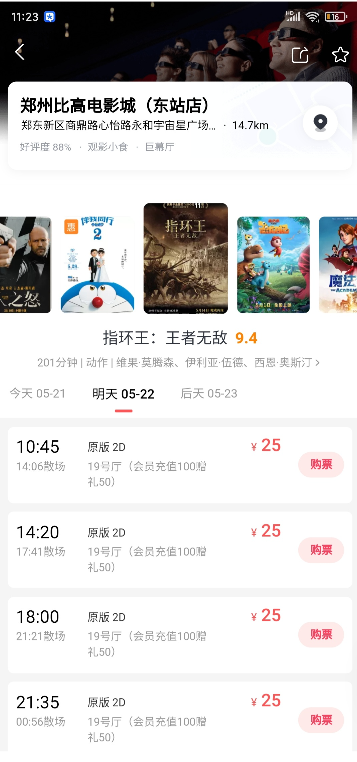 11:23
HD
16
郑州比高电影城（东站店）
郑东新区商鼎路心怡路永和宇宙星广场... · 14.7km
好评度 88% · 观影小食 · 巨幕厅
之怒
惠
伴我同行
2
指环王
王者无敌
魔法
指环王：王者无敌 9.4
201分钟 | 动作 | 维果·莫腾森、伊利亚·伍德、西恩·奥斯汀 >
今天 05-21 明天 05-22 后天 05-23
10:45 原版 2D ¥ 25
14:06散场 19号厅（会员充值100赠 购票
礼50）
14:20 原版 2D ¥ 25
17:41散场 19号厅（会员充值100赠 购票
礼50）
18:00 原版 2D ¥ 25
21:21散场 19号厅（会员充值100赠 购票
礼50）
21:35 原版 2D ¥ 25
00:56散场 19号厅（会员充值100赠 购票
礼50）